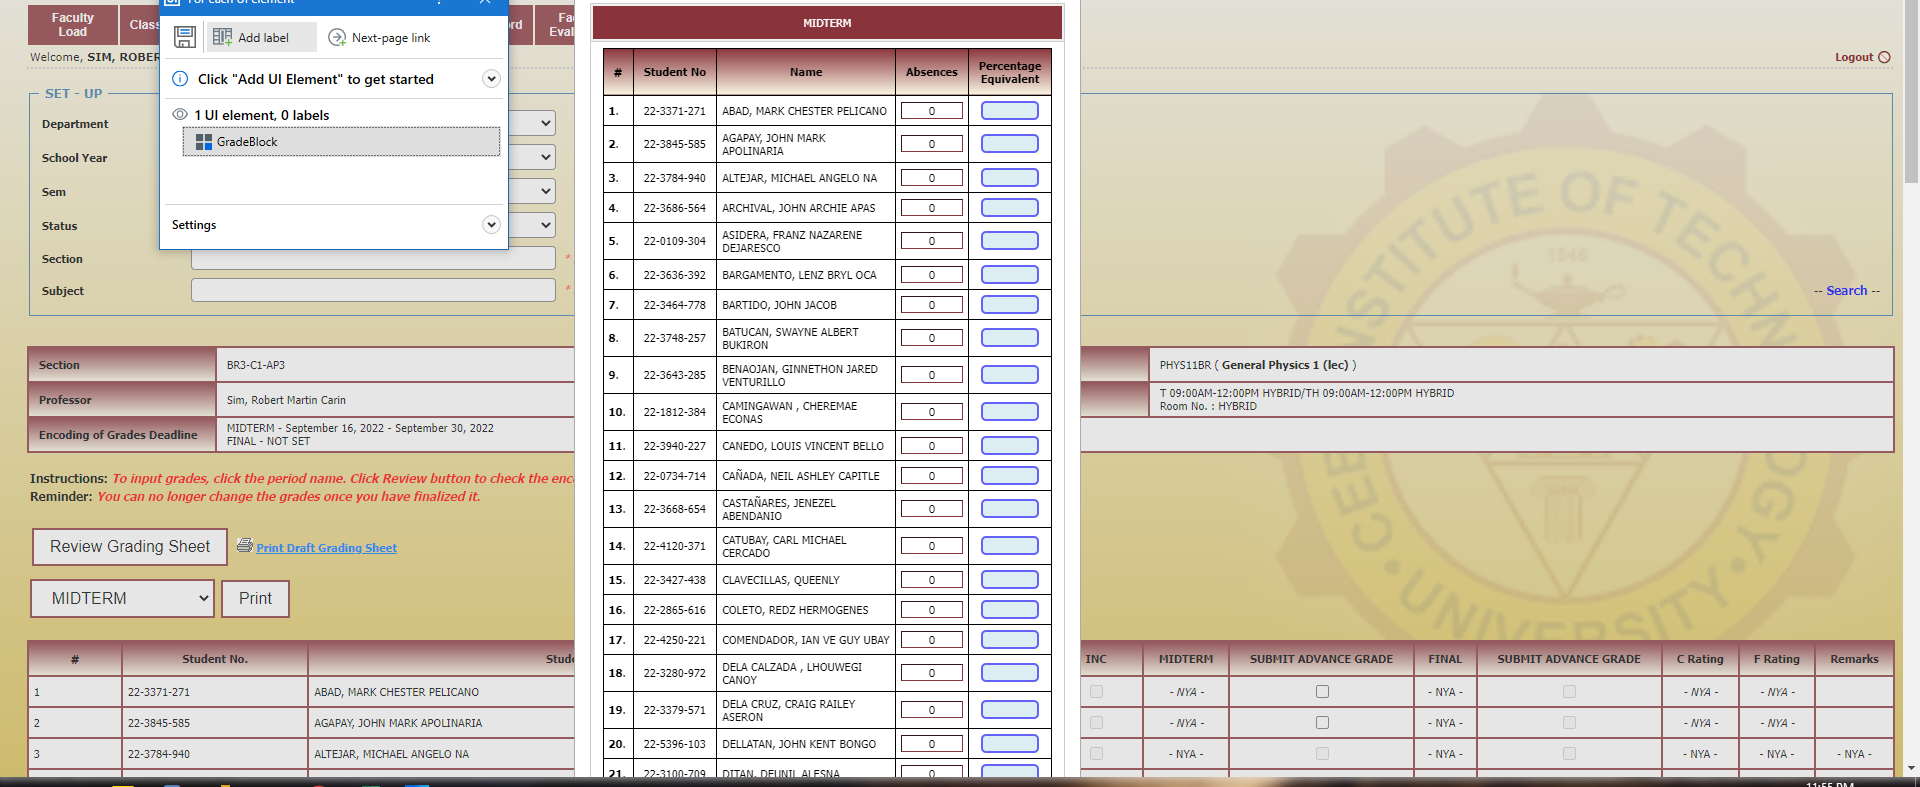 Faculty
Load
Class
For each UI element
?
rd
Fa
Eval
Welcome, SIM, ROBER
Logout
Add label
Next-page link
Click "Add UI Element" to get started
1 UI element, 0 labels
GradeBlock
Settings
SET - UP
Department
School Year
Sem
Status
Section
*
Subject
*
-- Search --
MIDTERM
# Student No Name Absences Percentage
Equivalent
1. 22-3371-271 ABAD, MARK CHESTER PELICANO 0
2. 22-3845-585 AGAPAY, JOHN MARK
APOLINARIA 0
3. 22-3784-940 ALTEJAR, MICHAEL ANGELO NA 0
4. 22-3686-564 ARCHIVAL, JOHN ARCHIE APAS 0
5. 22-0109-304 ASIDERA, FRANZ NAZARENE
DEJARESCO 0
6. 22-3636-392 BARGAMENTO, LENZ BRYL OCA 0
7. 22-3464-778 BARTIDO, JOHN JACOB 0
8. 22-3748-257 BATUCAN, SWAYNE ALBERT
BUKIRON 0
9. 22-3643-285 BENAOJAN, GINNETHON JARED
VENTURILLO 0
10. 22-1812-384 CAMINGAWAN , CHEREMAE
ECONAS 0
11. 22-3940-227 CANEDO, LOUIS VINCENT BELLO 0
12. 22-0734-714 CAÑADA, NEIL ASHLEY CAPITLE 0
13. 22-3668-654 CASTAÑARES, JENEZEL
ABENDANIO 0
14. 22-4120-371 CATUBAY, CARL MICHAEL
CERCADO 0
15. 22-3427-438 CLAVECILLAS, QUEENLY 0
16. 22-2865-616 COLETO, REDZ HERMOGENES 0
17. 22-4250-221 COMENDADOR, IAN VE GUY UBAY 0
18. 22-3280-972 DELA CALZADA , LHOUWEGI
CANOY 0
19. 22-3379-571 DELA CRUZ, CRAIG RAILEY
ASERON 0
20. 22-5396-103 DELLATAN, JOHN KENT BONGO 0
21. 22-3100-709 DITAN, DEUNIL ALESNA 0
Section BR3-C1-AP3
PHYS11BR ( General Physics 1 (lec) )
Professor Sim, Robert Martin Carin
T 09:00AM-12:00PM HYBRID/TH 09:00AM-12:00PM HYBRID
Room No. : HYBRID
Encoding of Grades Deadline MIDTERM - September 16, 2022 - September 30, 2022
FINAL - NOT SET
Instructions: To input grades, click the period name. Click Review button to check the enc
Reminder: You can no longer change the grades once you have finalized it.
Review Grading Sheet
Print Draft Grading Sheet
MIDTERM
Print
# Student No. Stude INC MIDTERM SUBMIT ADVANCE GRADE FINAL SUBMIT ADVANCE GRADE C Rating F Rating Remarks
1 22-3371-271 ABAD, MARK CHESTER PELICANO - NYA - - NYA - - NYA - - NYA -
2 22-3845-585 AGAPAY, JOHN MARK APOLINARIA - NYA - - NYA - - NYA - - NYA -
3 22-3784-940 ALTEJAR, MICHAEL ANGELO NA - NYA - - NYA - - NYA - - NYA - - NYA -
INSTITUTE OF TECHNOLOGY • UNIVERSITY •
1946
11:55 PM